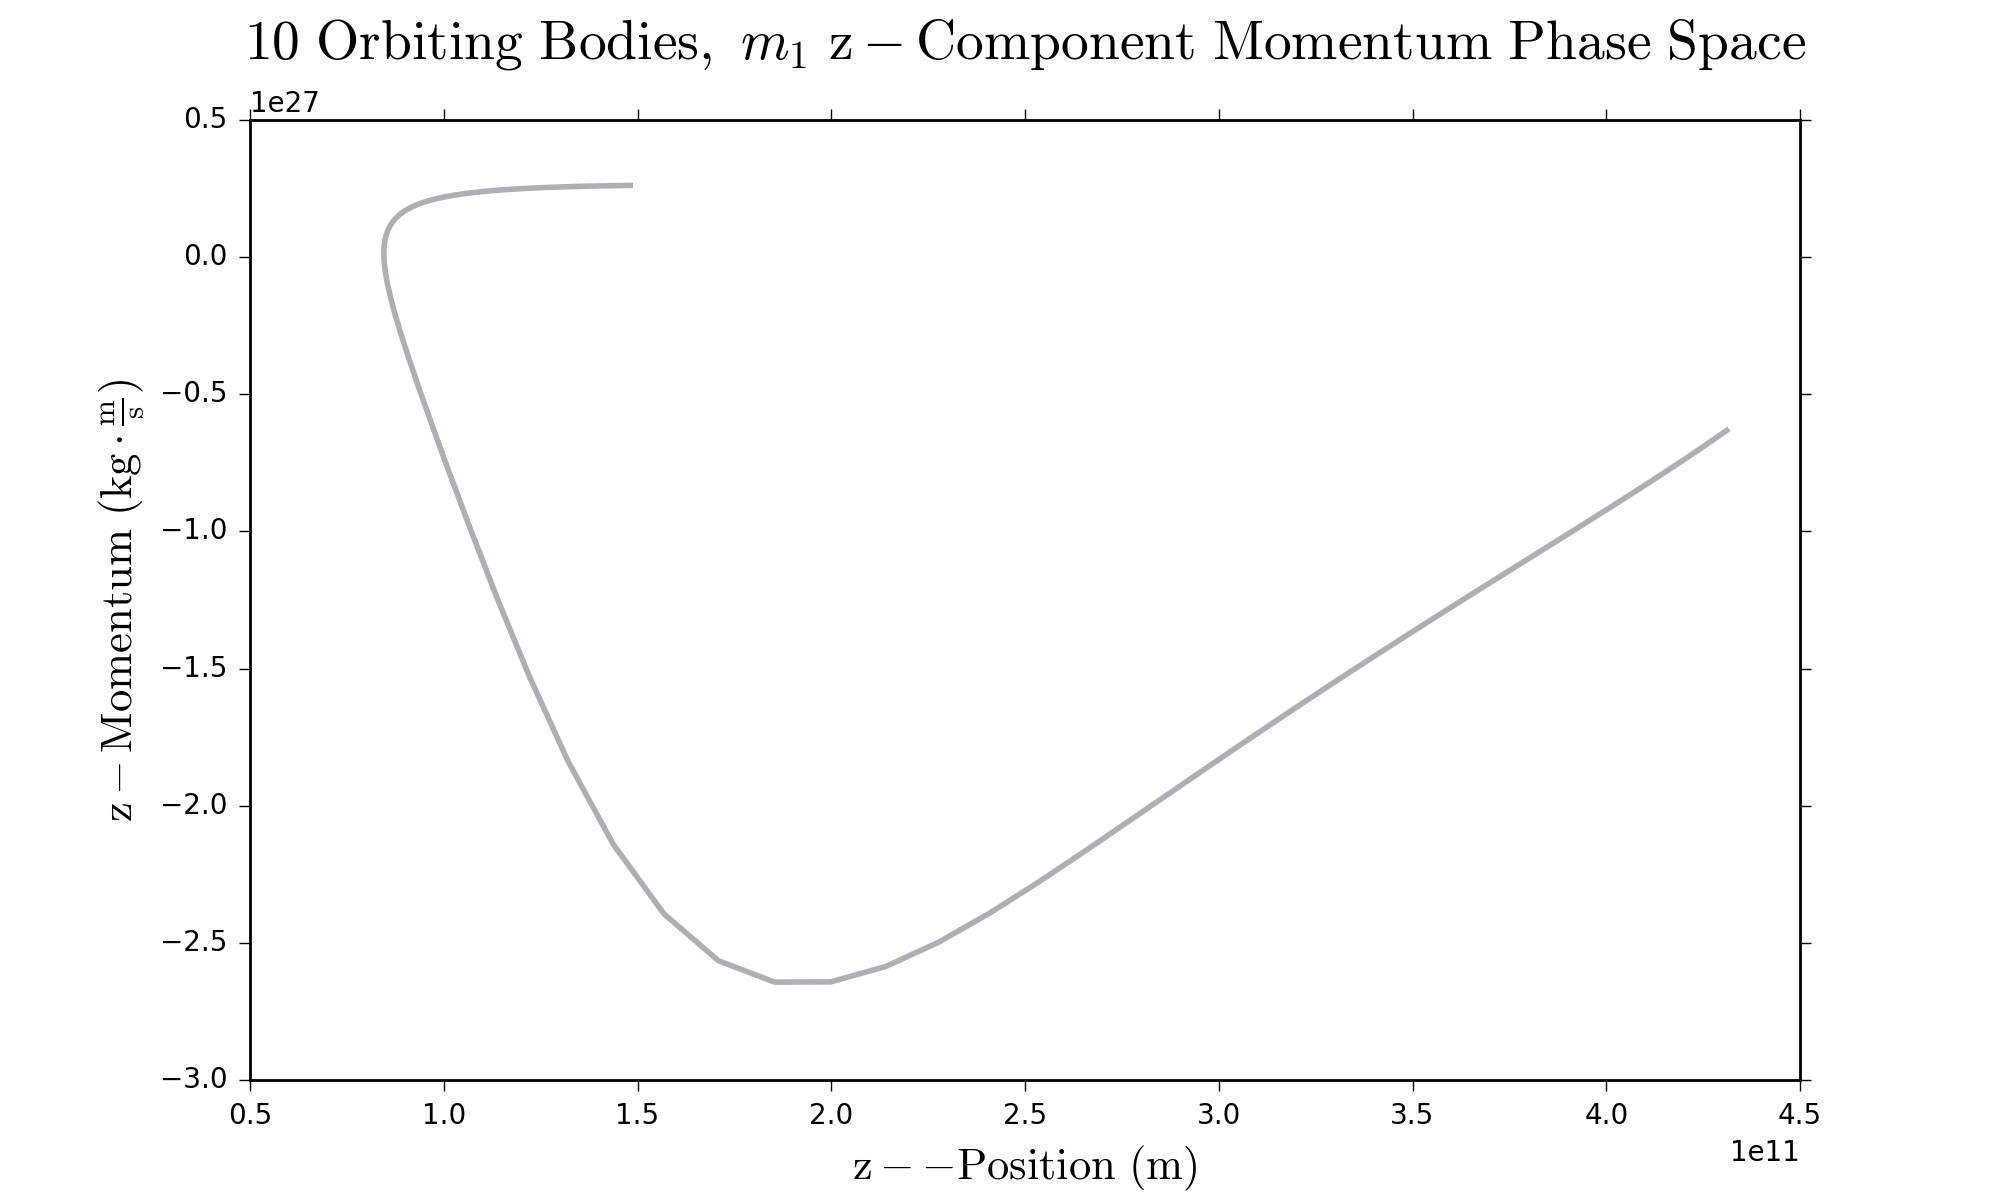 10 Orbiting Bodies, m₁ z − Component Momentum Phase Space
1e27
0.5
0.0
−0.5
−1.0
−1.5
−2.0
−2.5
−3.0
z − Momentum (kg · m/s)
0.5 1.0 1.5 2.0 2.5 3.0 3.5 4.0 4.5
1e11
z − −Position (m)